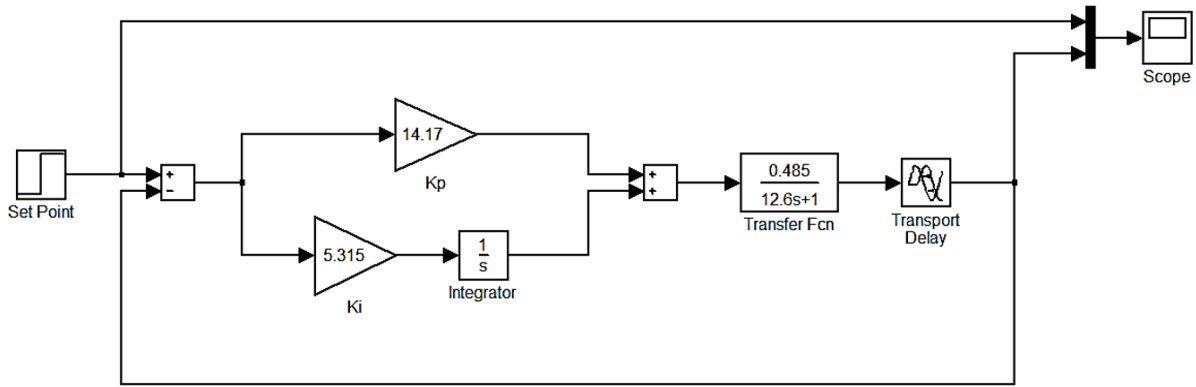 Scope
14.17
Kp
+
−
Set Point
+
+
0.485
12.6s+1
Transfer Fcn
Transport
Delay
5.315
Ki
1
s
Integrator